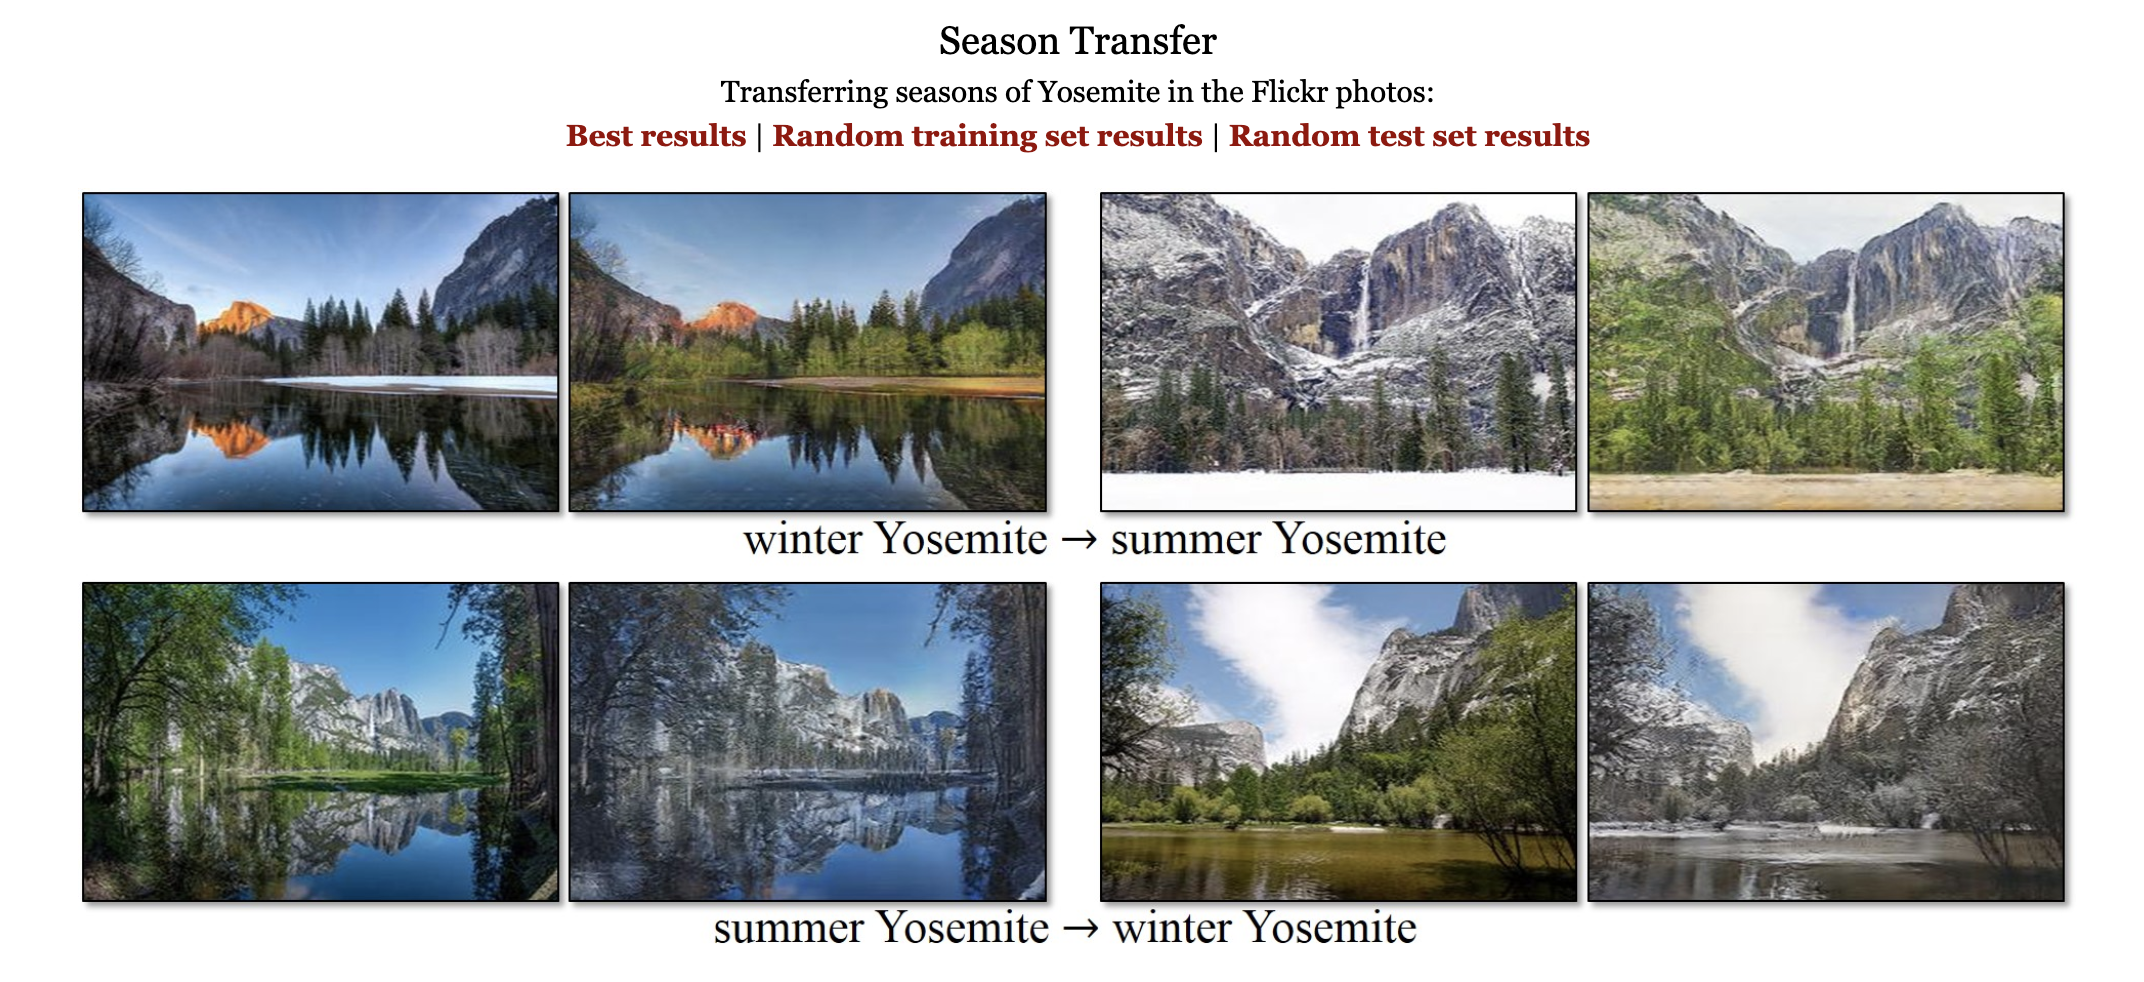 Season Transfer
Transferring seasons of Yosemite in the Flickr photos:
Best results | Random training set results | Random test set results
winter Yosemite → summer Yosemite
summer Yosemite → winter Yosemite